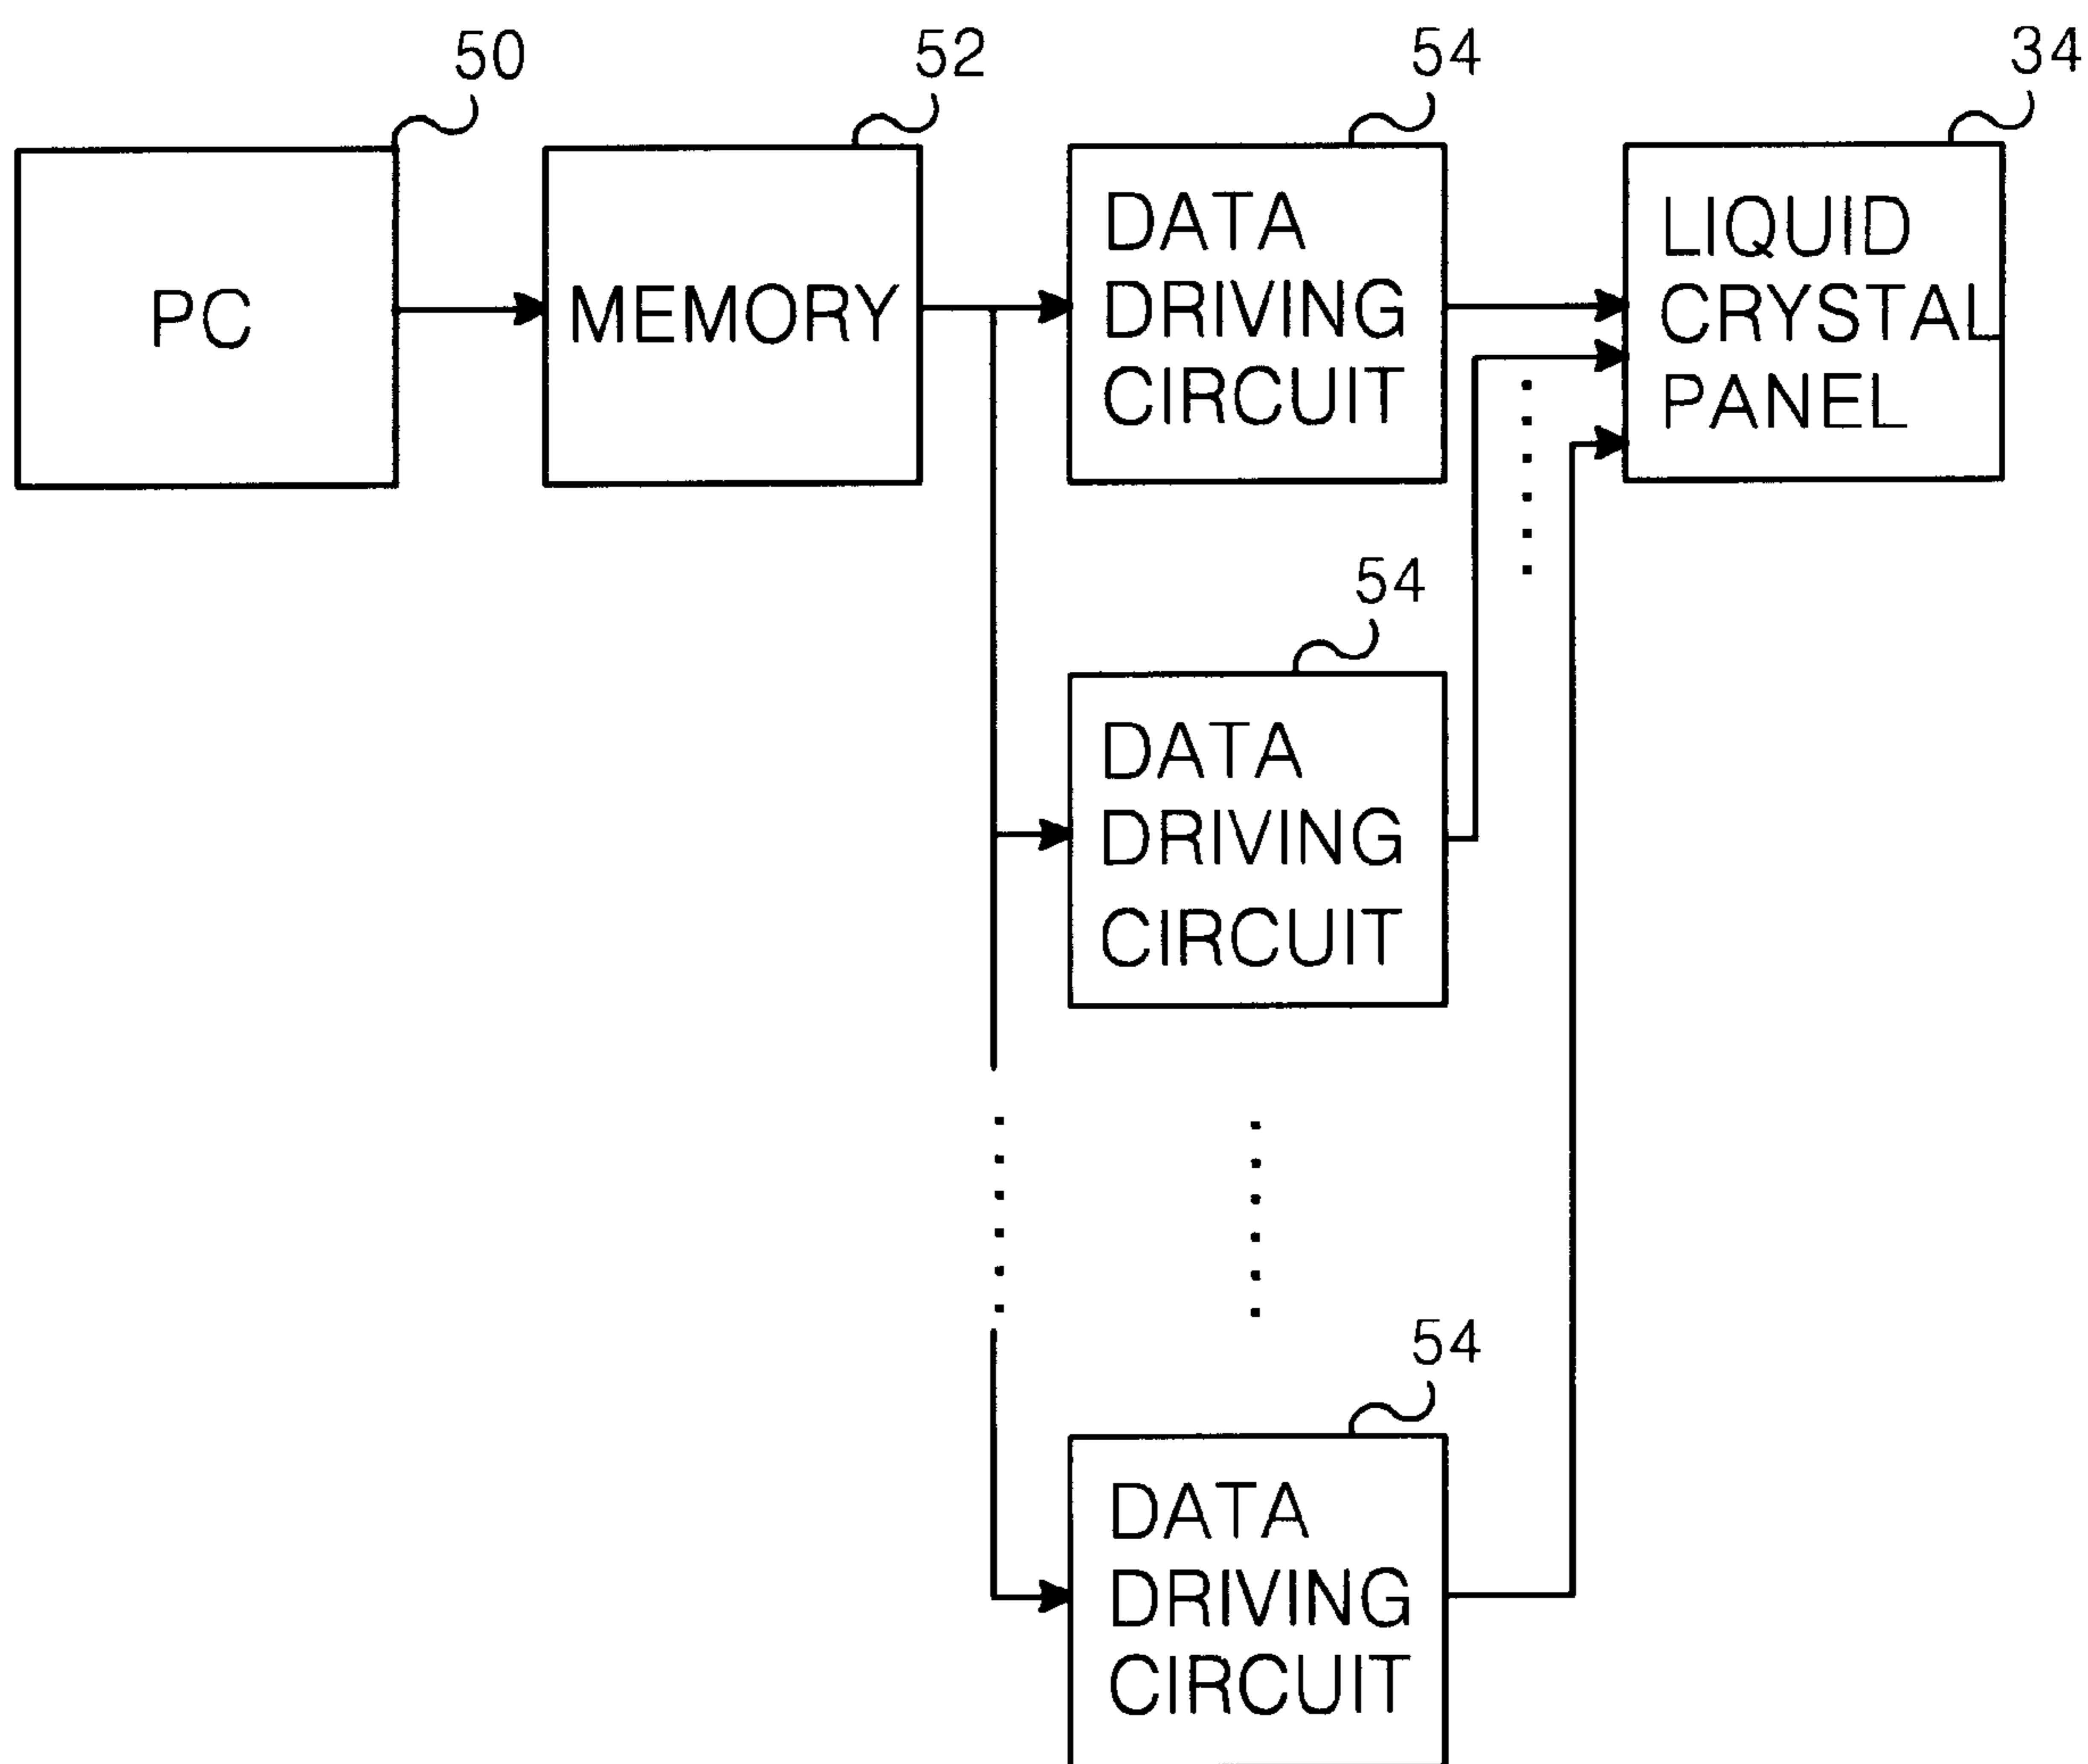 50
52
54
34
PC
MEMORY
DATA
DRIVING
CIRCUIT
LIQUID
CRYSTAL
PANEL
54
DATA
DRIVING
CIRCUIT
54
DATA
DRIVING
CIRCUIT